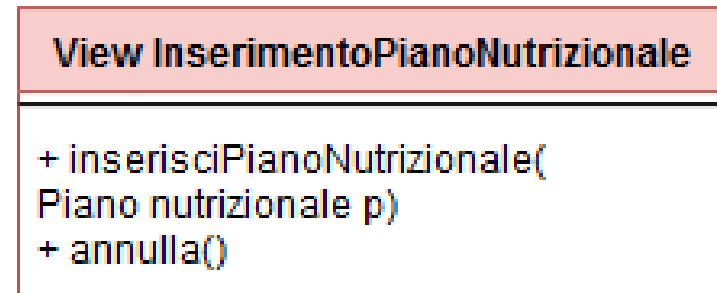 View InserimentoPianoNutrizionale
+ inserisciPianoNutrizionale(
Piano nutrizionale p)
+ annulla()